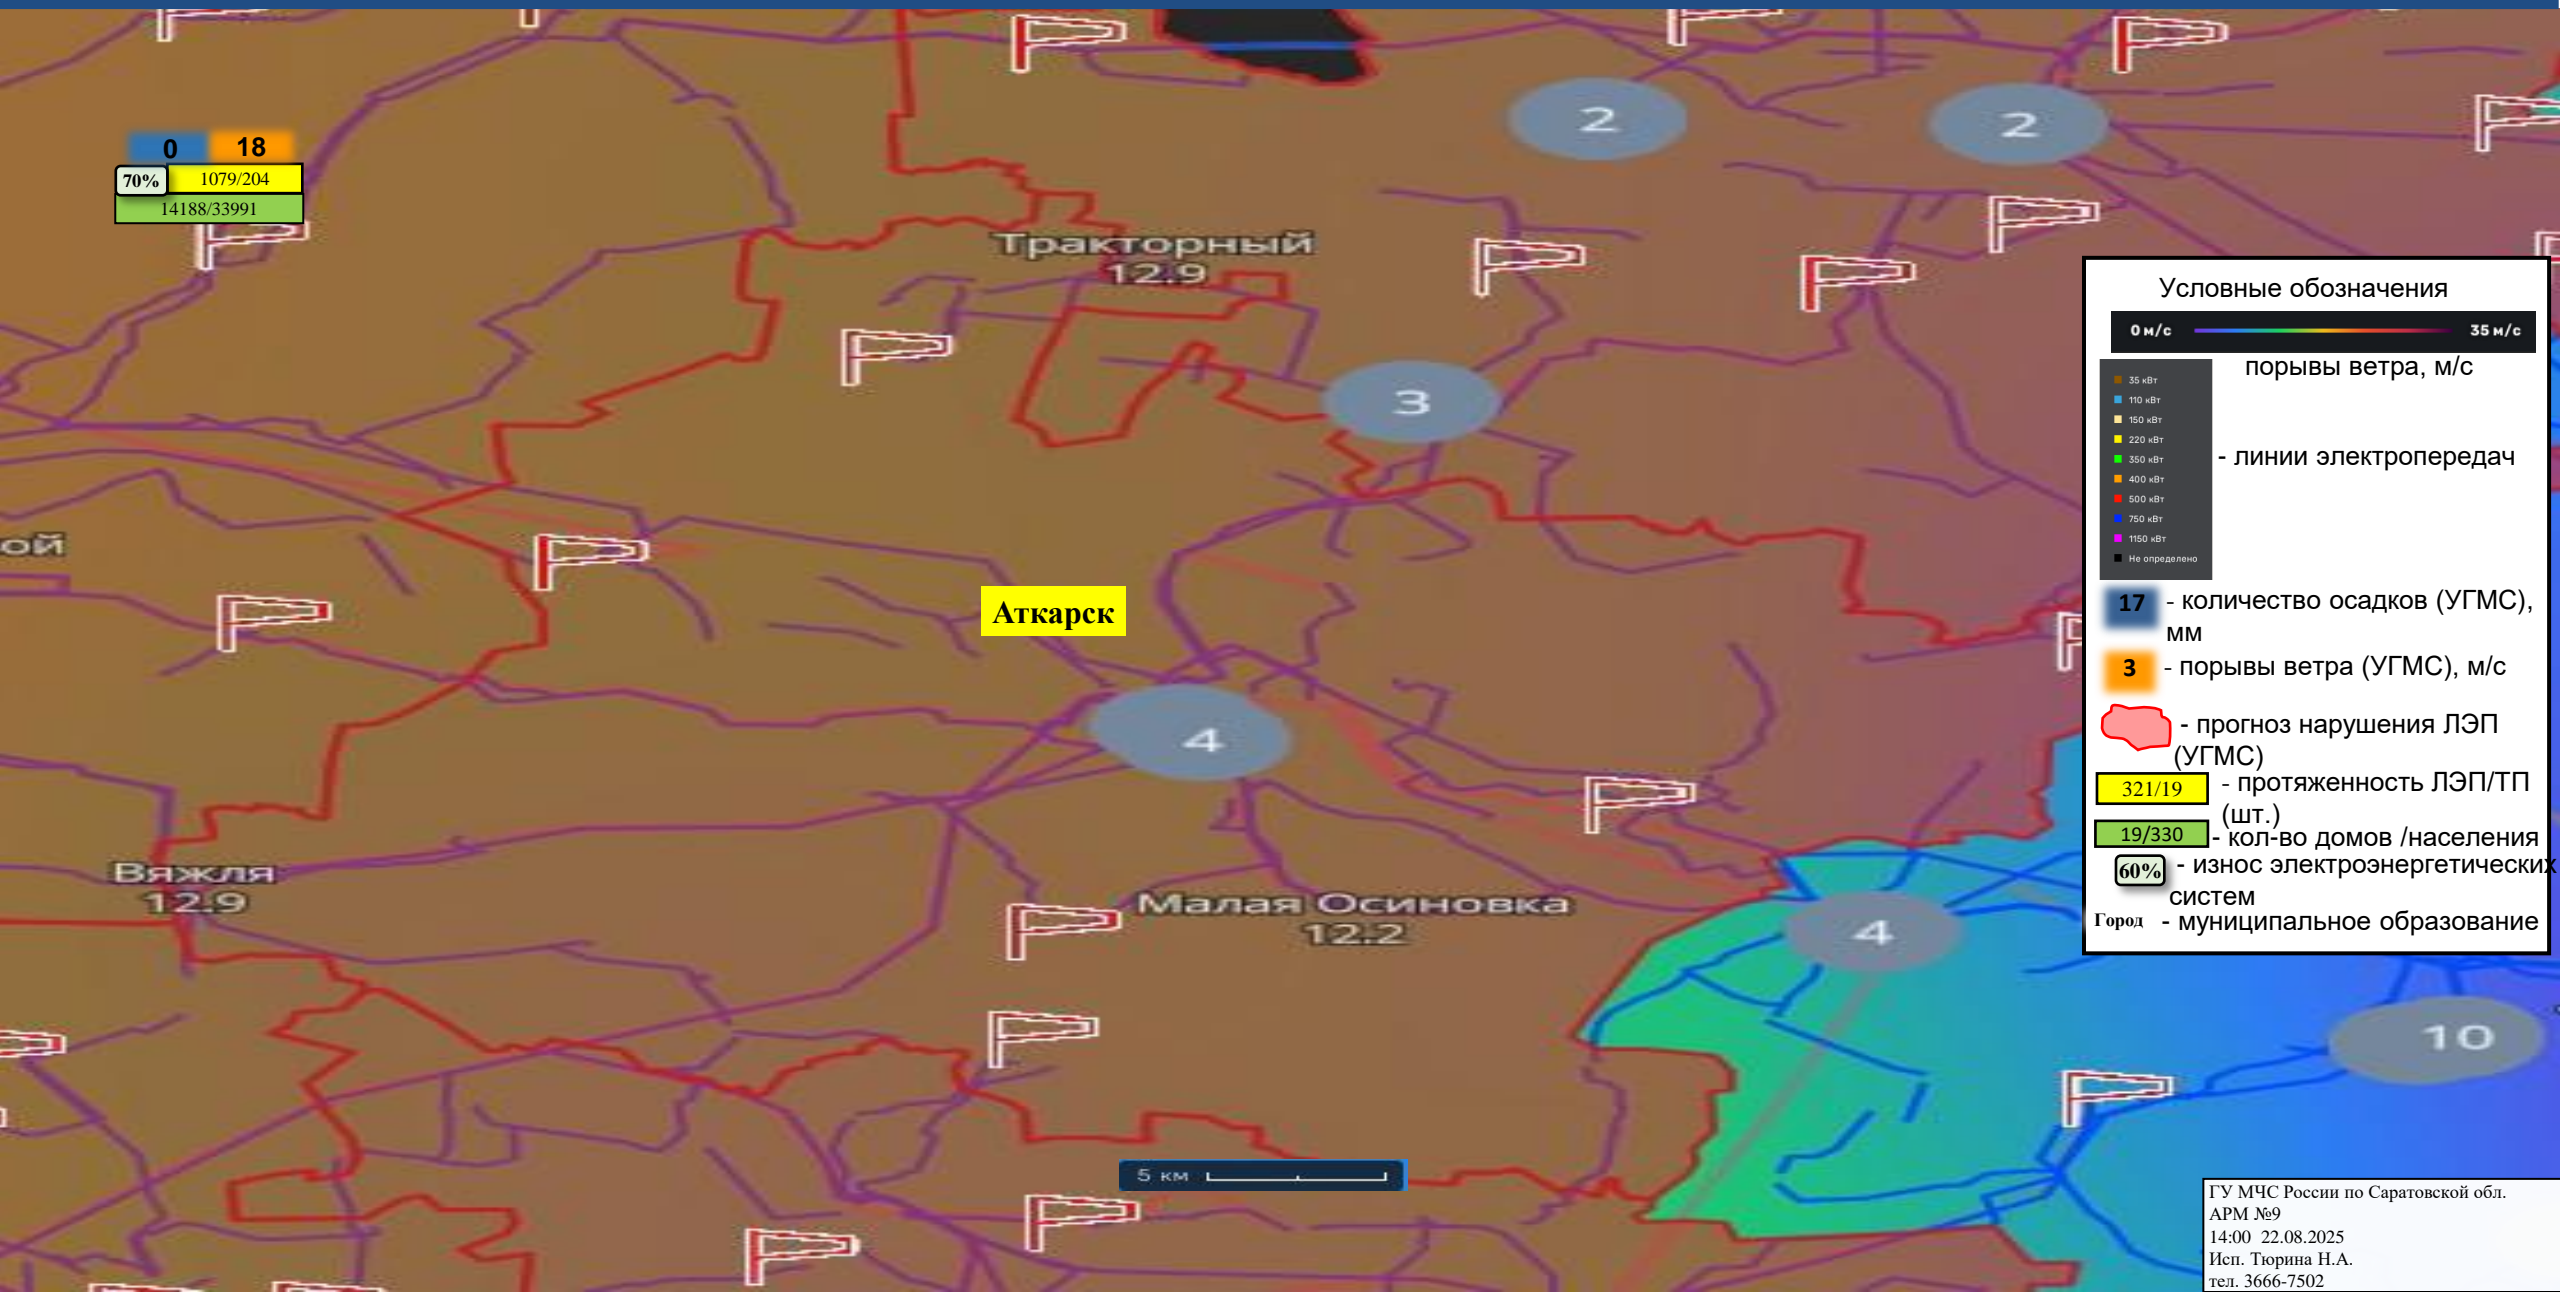 2
2
0 18
70% 1079/204
14188/33991
Тракторный
12.9
3
ой
Аткарск
4
Вяжля
12.9
Малая Осиновка
12.2
4
10
5 км
Условные обозначения
0 м/с 35 м/с
порывы ветра, м/с
35 кВт
110 кВт
150 кВт
220 кВт
350 кВт
400 кВт
500 кВт
750 кВт
1150 кВт
Не определено
- линии электропередач
17 - количество осадков (УГМС),
мм
3 - порывы ветра (УГМС), м/с
- прогноз нарушения ЛЭП
(УГМС)
321/19 - протяженность ЛЭП/ТП
(шт.)
19/330 - кол-во домов /населения
60% - износ электроэнергетических
систем
Город - муниципальное образование
ГУ МЧС России по Саратовской обл.
АРМ №9
14:00 22.08.2025
Исп. Тюрина Н.А.
тел. 3666-7502